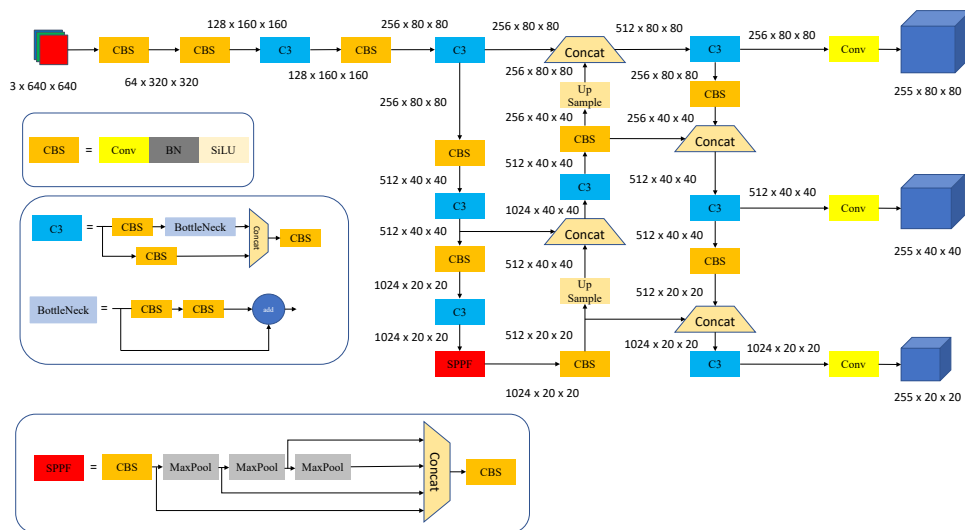 128 x 160 x 160
256 x 80 x 80
256 x 80 x 80
512 x 80 x 80
256 x 80 x 80
CBS
CBS
C3
CBS
C3
Concat
C3
Conv
3 x 640 x 640
64 x 320 x 320
128 x 160 x 160
256 x 80 x 80
256 x 80 x 80
255 x 80 x 80
256 x 80 x 80
Up
Sample
CBS
256 x 40 x 40
256 x 40 x 40
CBS
Concat
CBS
=
Conv
BN
SiLU
CBS
512 x 40 x 40
512 x 40 x 40
512 x 40 x 40
C3
C3
1024 x 40 x 40
C3
512 x 40 x 40
Conv
255 x 40 x 40
C3
=
CBS
BottleNeck
CBS
Concat
CBS
512 x 40 x 40
Concat
512 x 40 x 40
CBS
512 x 40 x 40
CBS
1024 x 20 x 20
Up
Sample
512 x 20 x 20
BottleNeck
=
CBS
CBS
add
C3
Concat
1024 x 20 x 20
512 x 20 x 20
1024 x 20 x 20
1024 x 20 x 20
SPPF
CBS
C3
Conv
1024 x 20 x 20
255 x 20 x 20
SPPF
=
CBS
MaxPool
MaxPool
MaxPool
Concat
CBS